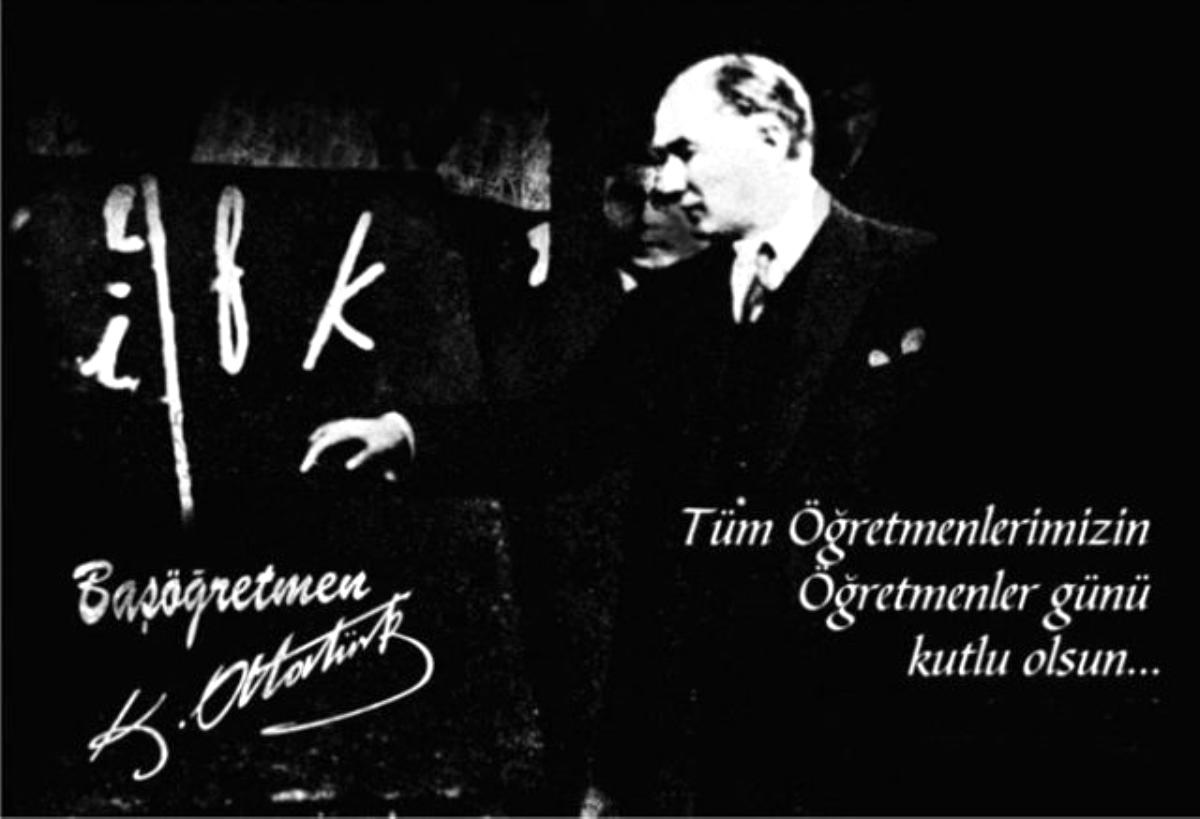 i f k
Başöğretmen
K. Atatürk
Tüm Öğretmenlerimizin
Öğretmenler günü
kutlu olsun...